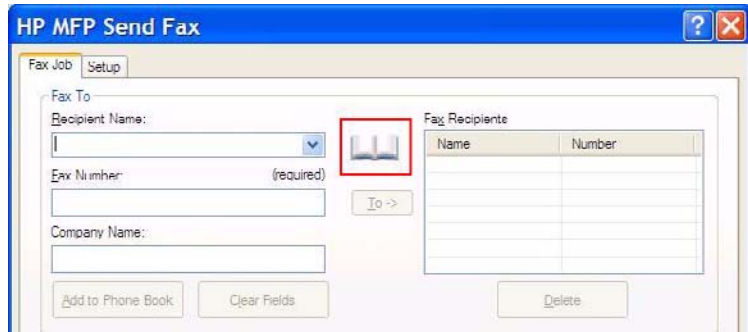 HP MFP Send Fax
Fax Job Setup
Fax To
Recipient Name:
Fax Number: (required)
To ->
Company Name:
Add to Phone Book Clear Fields
Fax Recipients
Name Number
Delete